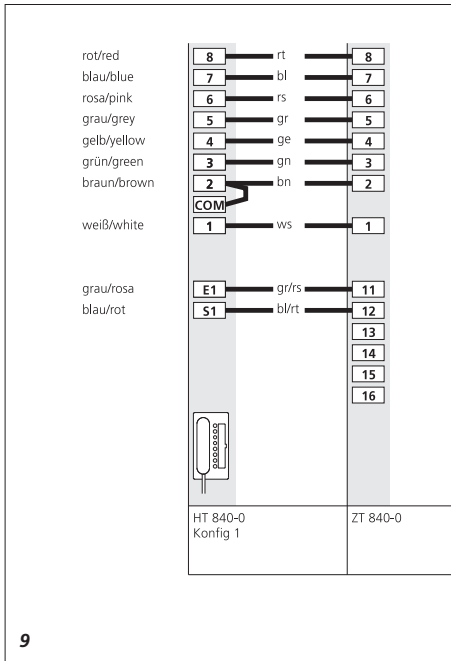 rot/red 8 rt 8
blau/blue 7 bl 7
rosa/pink 6 rs 6
grau/grey 5 gr 5
gelb/yellow 4 ge 4
grün/green 3 gn 3
braun/brown 2 bn 2
COM
weiß/white 1 ws 1
grau/rosa E1 gr/rs 11
blau/rot S1 bl/rt 12
13
14
15
16
HT 840-0 ZT 840-0
Konfig 1
9